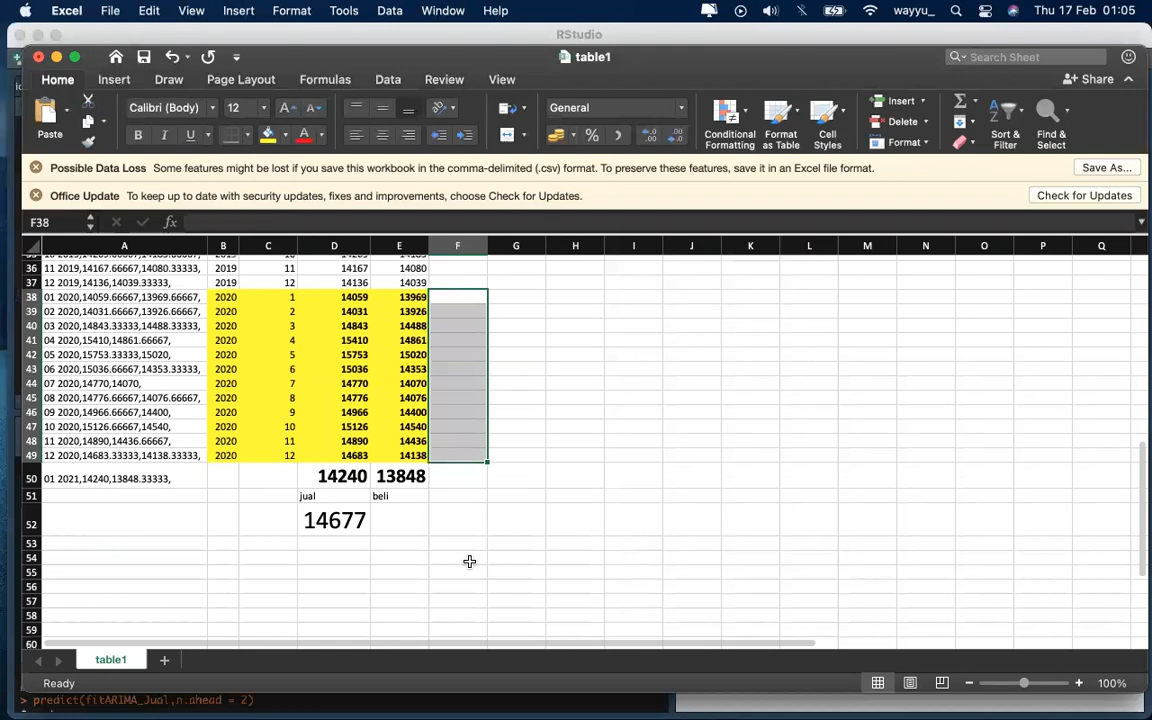 Excel File Edit View Insert Format Tools Data Window Help wayyu_ Thu 17 Feb 01:05
RStudio
table1 Search Sheet
Home Insert Draw Page Layout Formulas Data Review View Share
Paste Calibri (Body) 12 A A General Conditional Formatting Format as Table Cell Styles Insert Delete Format Sort & Filter Find & Select
B I U A
Possible Data Loss Some features might be lost if you save this workbook in the comma-delimited (.csv) format. To preserve these features, save it in an Excel file format. Save As...
Office Update To keep up to date with security updates, fixes and improvements, choose Check for Updates. Check for Updates
F38 fx
A B C D E F G H I J K L M N O P Q
36 11 2019,14167.66667,14080.33333, 2019 11 14167 14080
37 12 2019,14136,14039.33333, 2019 12 14136 14039
38 01 2020,14059.66667,13969.66667, 2020 1 14059 13969
39 02 2020,14031.66667,13926.66667, 2020 2 14031 13926
40 03 2020,14843.33333,14488.33333, 2020 3 14843 14488
41 04 2020,15410,14861.66667, 2020 4 15410 14861
42 05 2020,15753.33333,15020, 2020 5 15753 15020
43 06 2020,15036.66667,14353.33333, 2020 6 15036 14353
44 07 2020,14770,14070, 2020 7 14770 14070
45 08 2020,14776.66667,14076.66667, 2020 8 14776 14076
46 09 2020,14966.66667,14400, 2020 9 14966 14400
47 10 2020,15126.66667,14540, 2020 10 15126 14540
48 11 2020,14890,14436.66667, 2020 11 14890 14436
49 12 2020,14683.33333,14138.33333, 2020 12 14683 14138
50 01 2021,14240,13848.33333, 14240 13848
51 jual beli
52 14677
53
54
55
56
57
58
59
60
table1
Ready 100%
> predict(fitARIMA_Jual,n.ahead = 2)